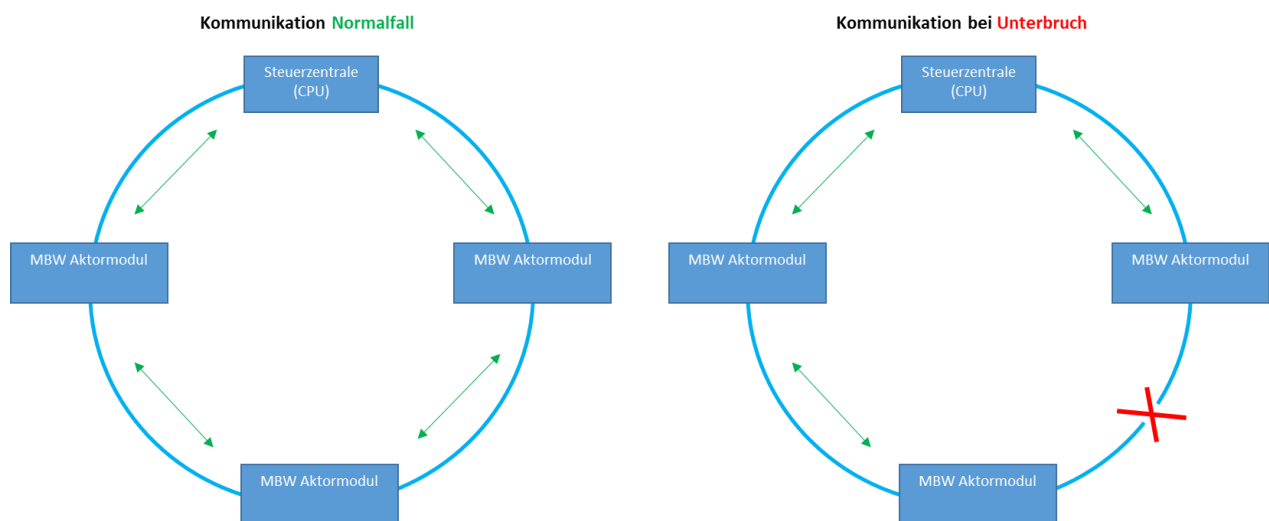 Kommunikation Normalfall
Steuerzentrale
(CPU)
MBW Aktormodul
MBW Aktormodul
MBW Aktormodul
Kommunikation bei Unterbruch
Steuerzentrale
(CPU)
MBW Aktormodul
MBW Aktormodul
MBW Aktormodul